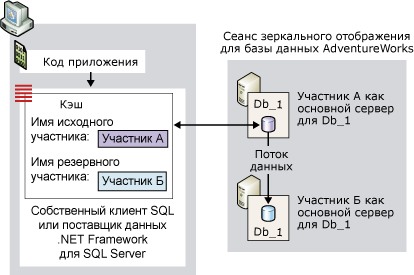 Код приложения
Кэш
Имя исходного
участника:
Участник А
Имя резервного
участника:
Участник Б
Собственный клиент SQL
или поставщик данных
.NET Framework
для SQL Server
Сеанс зеркального отображения
для базы данных AdventureWorks
Db_1
Участник А как
основной сервер
для Db_1
Поток
данных
Участник Б как
основной сервер
для Db_1
Db_1